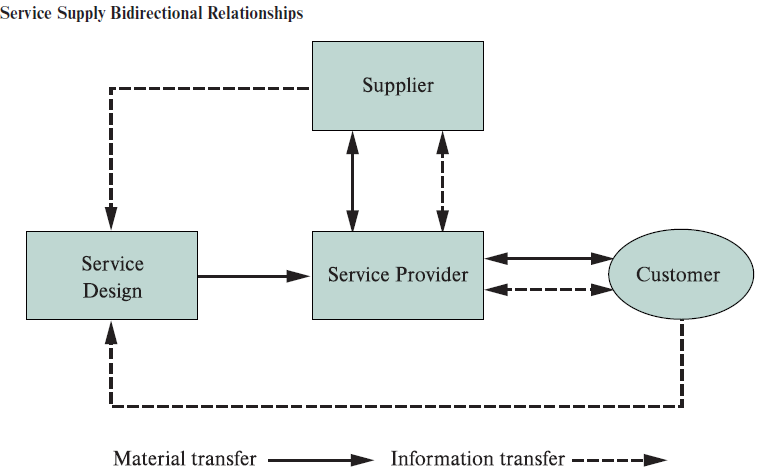 Service Supply Bidirectional Relationships
Supplier
Service
Design
Service Provider
Customer
Material transfer
Information transfer